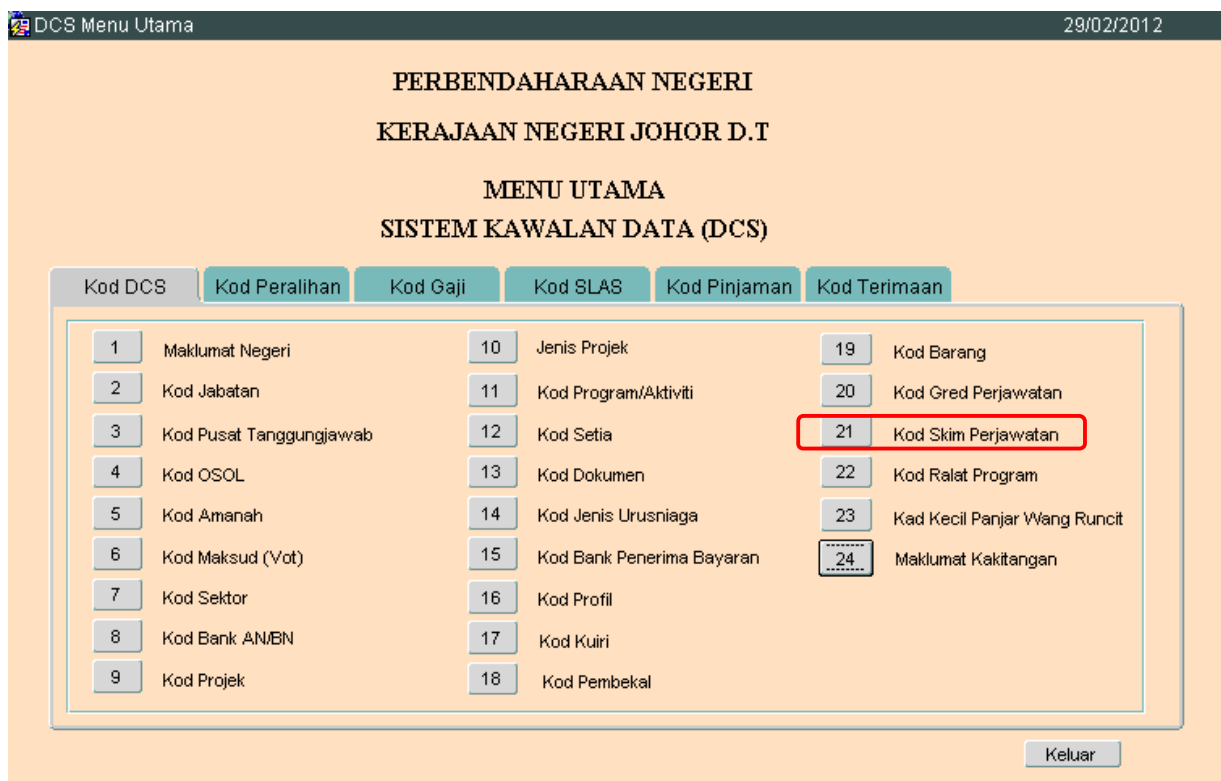 DCS Menu Utama 29/02/2012
PERBENDAHARAAN NEGERI
KERAJAAN NEGERI JOHOR D.T
MENU UTAMA
SISTEM KAWALAN DATA (DCS)
Kod DCS Kod Peralihan Kod Gaji Kod SLAS Kod Pinjaman Kod Terimaan
1 Maklumat Negeri
2 Kod Jabatan
3 Kod Pusat Tanggungjawab
4 Kod OSOL
5 Kod Amanah
6 Kod Maksud (Vot)
7 Kod Sektor
8 Kod Bank AN/BN
9 Kod Projek
10 Jenis Projek
11 Kod Program/Aktiviti
12 Kod Setia
13 Kod Dokumen
14 Kod Jenis Urusniaga
15 Kod Bank Penerima Bayaran
16 Kod Profil
17 Kod Kuiri
18 Kod Pembekal
19 Kod Barang
20 Kod Gred Perjawatan
21 Kod Skim Perjawatan
22 Kod Ralat Program
23 Kad Kecil Panjar Wang Runcit
24 Maklumat Kakitangan
Keluar